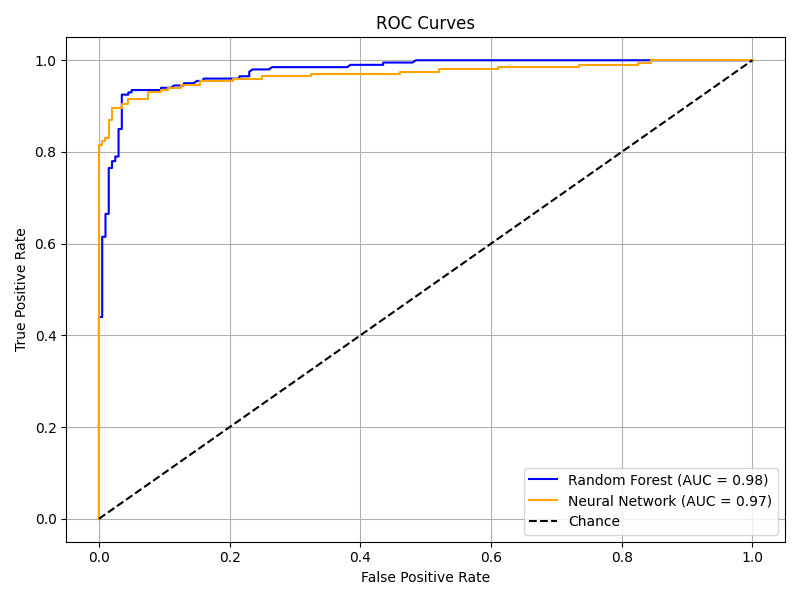 ROC Curves
True Positive Rate
1.0
0.8
0.6
0.4
0.2
0.0
Random Forest (AUC = 0.98)
Neural Network (AUC = 0.97)
Chance
0.0 0.2 0.4 0.6 0.8 1.0
False Positive Rate